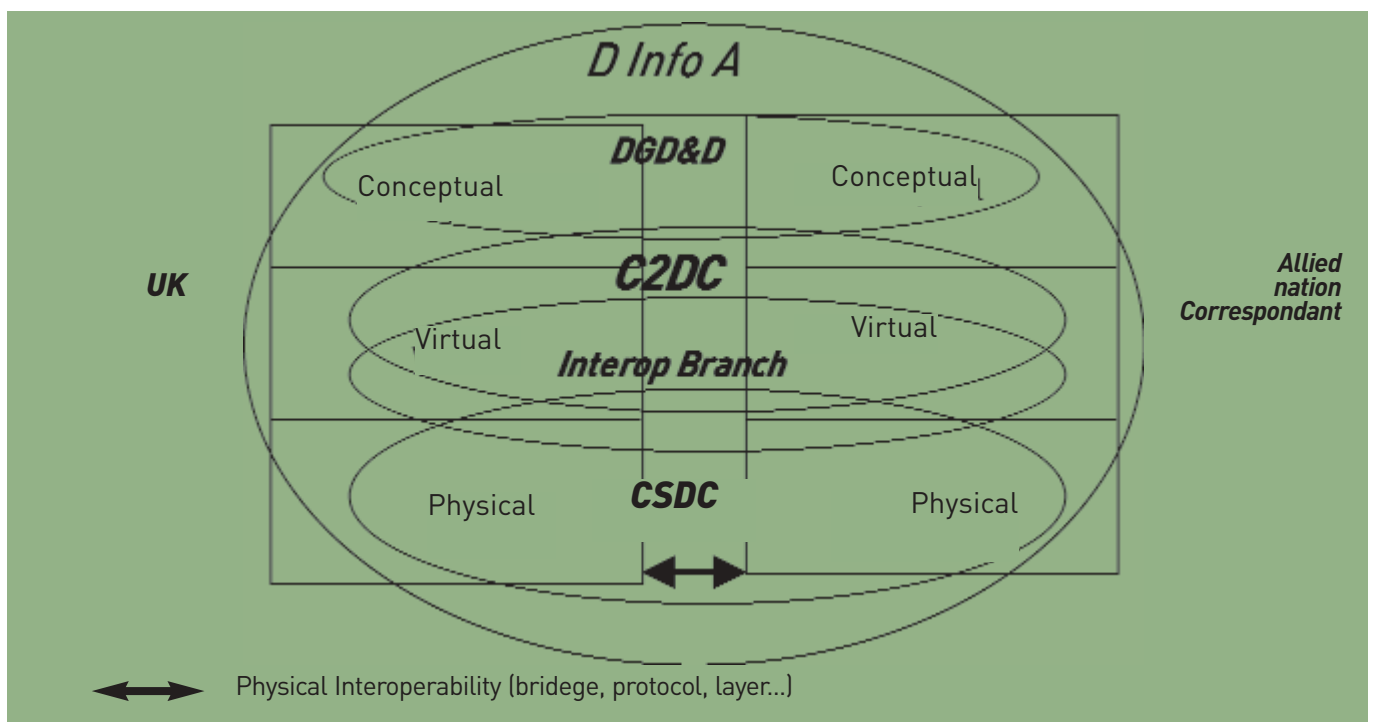 D Info A
DGD&D
Conceptual
Conceptual
C2DC
UK
Allied
nation
Correspondant
Virtual
Virtual
Interop Branch
CSDC
Physical
Physical
Physical Interoperability (bridege, protocol, layer...)